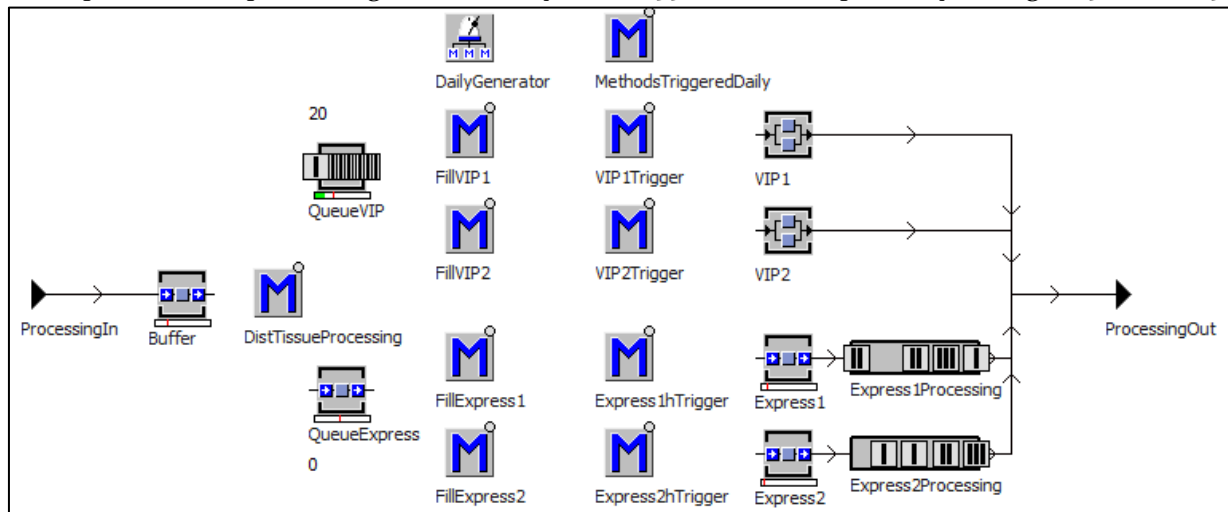 DailyGenerator
MethodsTriggeredDaily
20
FillVIP1
VIP1Trigger
VIP1
QueueVIP
FillVIP2
VIP2Trigger
VIP2
ProcessingIn
Buffer
DistTissueProcessing
ProcessingOut
FillExpress1
Express1hTrigger
Express1
Express1Processing
QueueExpress
0
FillExpress2
Express2hTrigger
Express2
Express2Processing